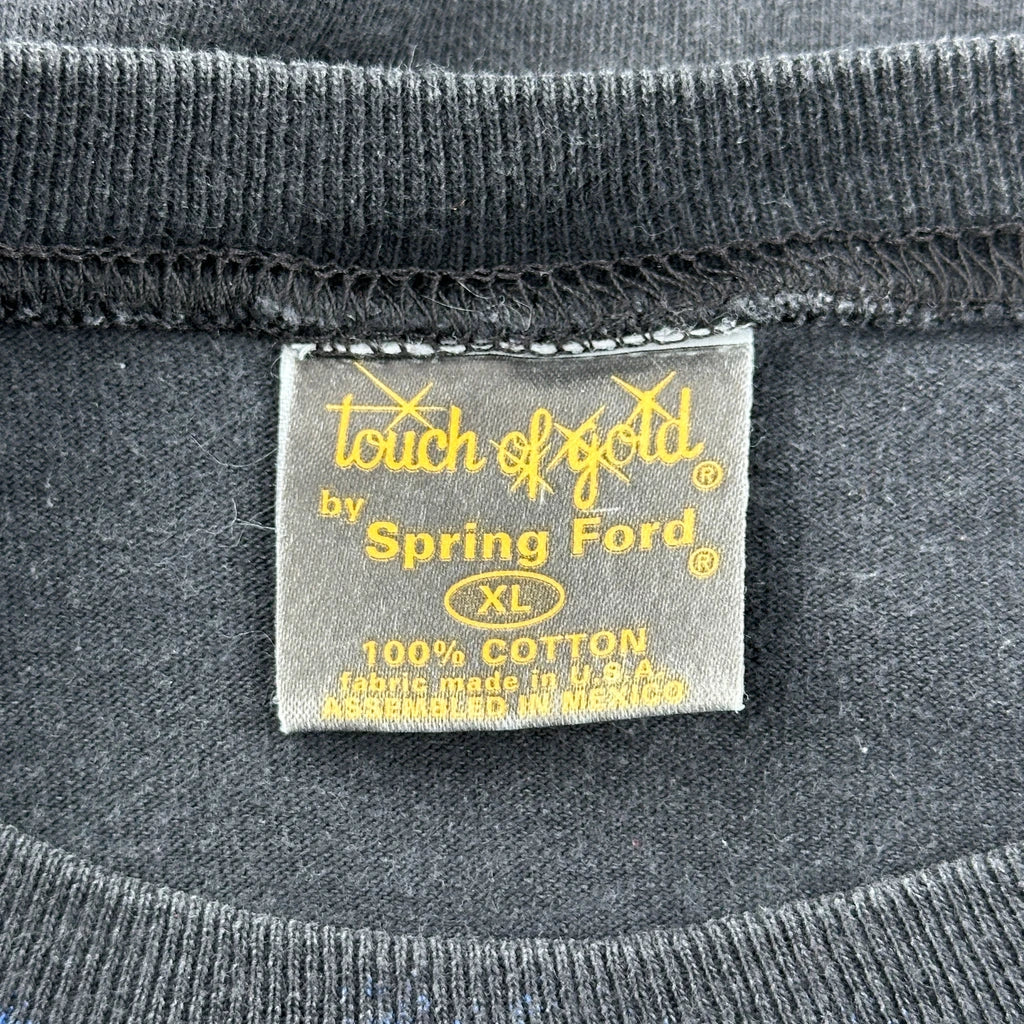 touch of gold ®
by
Spring Ford ®
XL
100% COTTON
fabric made in U.S.A.
ASSEMBLED IN MEXICO